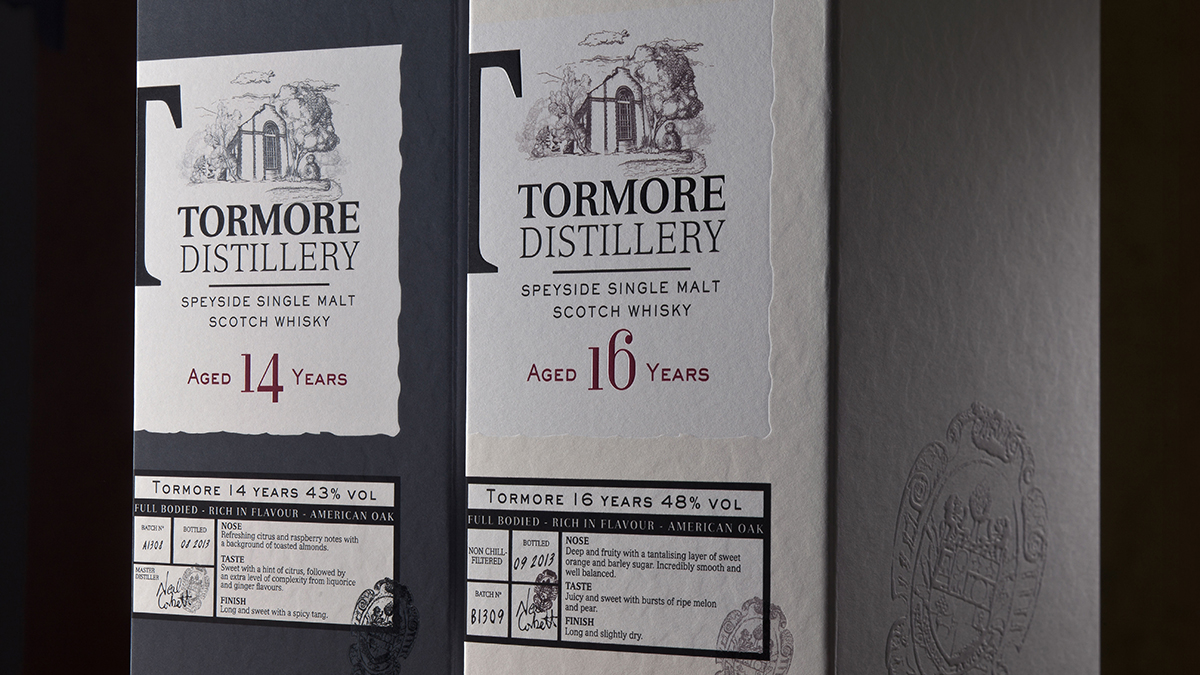 T
TORMORE
DISTILLERY
SPEYSIDE SINGLE MALT
SCOTCH WHISKY
AGED 14 YEARS
TORMORE 14 YEARS 43% VOL
FULL BODIED - RICH IN FLAVOUR - AMERICAN OAK
BATCH Nº
A1308
BOTTLED
08 2013
MASTER
DISTILLER
Neil
Corbett
NOSE
Refreshing citrus and raspberry notes with
a background of toasted almonds.
TASTE
Sweet with a hint of citrus, followed by
an extra level of complexity from liquorice
and ginger flavours.
FINISH
Long and sweet with a spicy tang.
T
TORMORE
DISTILLERY
SPEYSIDE SINGLE MALT
SCOTCH WHISKY
AGED 16 YEARS
TORMORE 16 YEARS 48% VOL
FULL BODIED - RICH IN FLAVOUR - AMERICAN OAK
NON CHILL-
FILTERED
BOTTLED
09 2013
BATCH Nº
B1309
Neil
Corbett
NOSE
Deep and fruity with a tantalising layer of sweet
orange and barley sugar. Incredibly smooth and
well balanced.
TASTE
Juicy and sweet with bursts of ripe melon
and pear.
FINISH
Long and slightly dry.